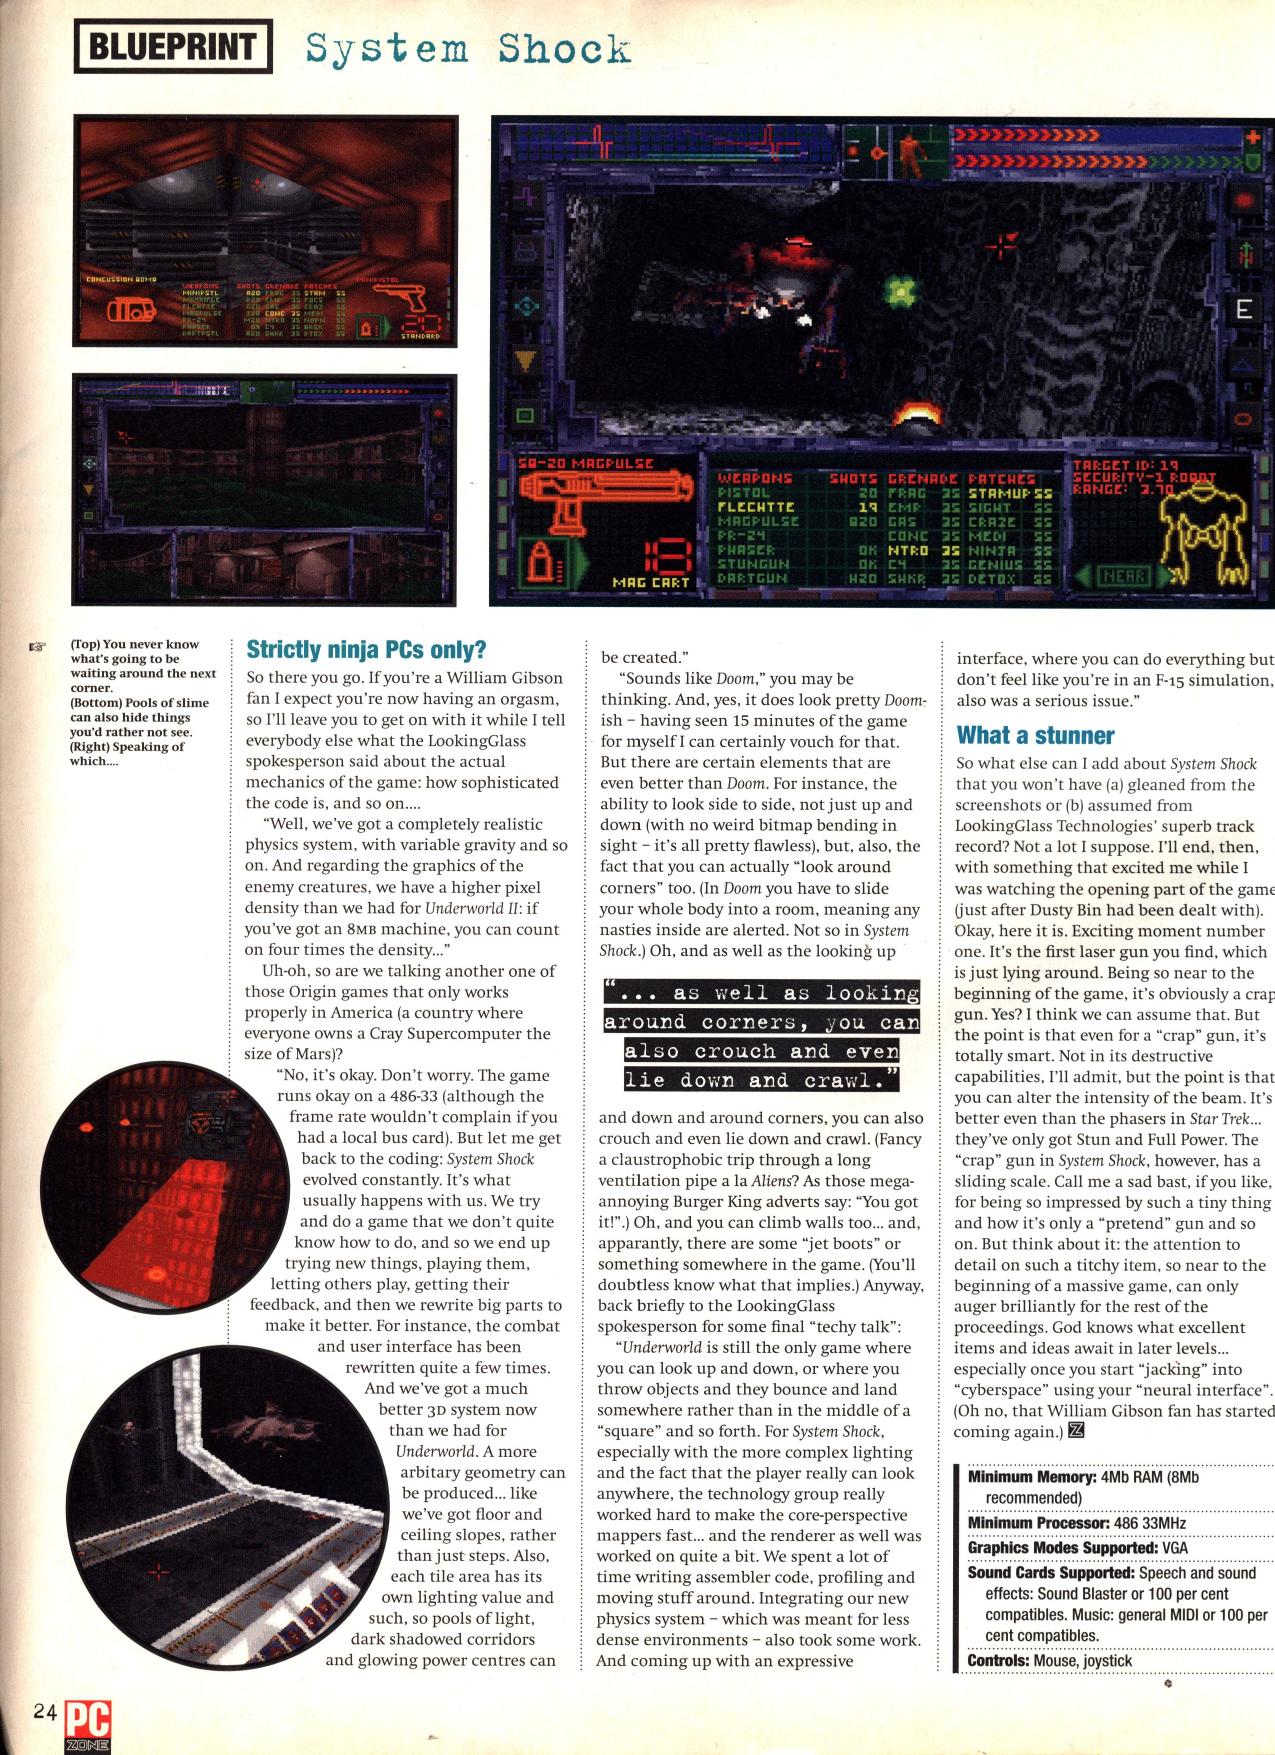 BLUEPRINT System Shock
CONCUSSION BOMB
WEAPONS SHOTS GRENADE PATCHES
MINIPISTOL
STANDARD
SB-20 MAGPULSE
MAG CART
WEAPONS SHOTS GRENADE PATCHES
PISTOL 20 FRAG 35 STAMUP 55
FLECHTTE 19 EMP 35 SIGHT 55
MAGPULSE 020 GAS 35 CRAZE 55
PR-24 CONC 35 MEDI 55
PHASER OK NTRO 35 NINJA 55
STUNGUN OK C4 35 GENIUS 55
DARTGUN H20 SHKR 35 DETOX 55
TARGET ID: 19
SECURITY-1 ROBOT
RANGE: 3.70
NEAR
E
(Top) You never know
what's going to be
waiting around the next
corner.
(Bottom) Pools of slime
can also hide things
you'd rather not see.
(Right) Speaking of
which....
Strictly ninja PCs only?
So there you go. If you're a William Gibson
fan I expect you're now having an orgasm,
so I'll leave you to get on with it while I tell
everybody else what the LookingGlass
spokesperson said about the actual
mechanics of the game: how sophisticated
the code is, and so on....
“Well, we've got a completely realistic
physics system, with variable gravity and so
on. And regarding the graphics of the
enemy creatures, we have a higher pixel
density than we had for Underworld II: if
you've got an 8MB machine, you can count
on four times the density...”
Uh-oh, so are we talking another one of
those Origin games that only works
properly in America (a country where
everyone owns a Cray Supercomputer the
size of Mars)?
“No, it's okay. Don't worry. The game
runs okay on a 486-33 (although the
frame rate wouldn't complain if you
had a local bus card). But let me get
back to the coding: System Shock
evolved constantly. It's what
usually happens with us. We try
and do a game that we don't quite
know how to do, and so we end up
trying new things, playing them,
letting others play, getting their
feedback, and then we rewrite big parts to
make it better. For instance, the combat
and user interface has been
rewritten quite a few times.
And we've got a much
better 3D system now
than we had for
Underworld. A more
arbitary geometry can
be produced... like
we've got floor and
ceiling slopes, rather
than just steps. Also,
each tile area has its
own lighting value and
such, so pools of light,
dark shadowed corridors
and glowing power centres can
be created.”
“Sounds like Doom,” you may be
thinking. And, yes, it does look pretty Doom-
ish – having seen 15 minutes of the game
for myself I can certainly vouch for that.
But there are certain elements that are
even better than Doom. For instance, the
ability to look side to side, not just up and
down (with no weird bitmap bending in
sight – it's all pretty flawless), but, also, the
fact that you can actually “look around
corners” too. (In Doom you have to slide
your whole body into a room, meaning any
nasties inside are alerted. Not so in System
Shock.) Oh, and as well as the looking up
“... as well as looking
around corners, you can
also crouch and even
lie down and crawl.”
and down and around corners, you can also
crouch and even lie down and crawl. (Fancy
a claustrophobic trip through a long
ventilation pipe a la Aliens? As those mega-
annoying Burger King adverts say: “You got
it!”.) Oh, and you can climb walls too... and,
apparantly, there are some “jet boots” or
something somewhere in the game. (You'll
doubtless know what that implies.) Anyway,
back briefly to the LookingGlass
spokesperson for some final “techy talk”:
“Underworld is still the only game where
you can look up and down, or where you
throw objects and they bounce and land
somewhere rather than in the middle of a
“square” and so forth. For System Shock,
especially with the more complex lighting
and the fact that the player really can look
anywhere, the technology group really
worked hard to make the core-perspective
mappers fast... and the renderer as well was
worked on quite a bit. We spent a lot of
time writing assembler code, profiling and
moving stuff around. Integrating our new
physics system – which was meant for less
dense environments – also took some work.
And coming up with an expressive
interface, where you can do everything but
don't feel like you're in an F-15 simulation,
also was a serious issue.”
What a stunner
So what else can I add about System Shock
that you won't have (a) gleaned from the
screenshots or (b) assumed from
LookingGlass Technologies' superb track
record? Not a lot I suppose. I'll end, then,
with something that excited me while I
was watching the opening part of the game
(just after Dusty Bin had been dealt with).
Okay, here it is. Exciting moment number
one. It's the first laser gun you find, which
is just lying around. Being so near to the
beginning of the game, it's obviously a crap
gun. Yes? I think we can assume that. But
the point is that even for a “crap” gun, it's
totally smart. Not in its destructive
capabilities, I'll admit, but the point is that
you can alter the intensity of the beam. It's
better even than the phasers in Star Trek...
they've only got Stun and Full Power. The
“crap” gun in System Shock, however, has a
sliding scale. Call me a sad bast, if you like,
for being so impressed by such a tiny thing
and how it's only a “pretend” gun and so
on. But think about it: the attention to
detail on such a titchy item, so near to the
beginning of a massive game, can only
auger brilliantly for the rest of the
proceedings. God knows what excellent
items and ideas await in later levels...
especially once you start “jacking” into
“cyberspace” using your “neural interface”.
(Oh no, that William Gibson fan has started
coming again.) Z
Minimum Memory: 4Mb RAM (8Mb
recommended)
Minimum Processor: 486 33MHz
Graphics Modes Supported: VGA
Sound Cards Supported: Speech and sound
effects: Sound Blaster or 100 per cent
compatibles. Music: general MIDI or 100 per
cent compatibles.
Controls: Mouse, joystick
24 PC
ZONE